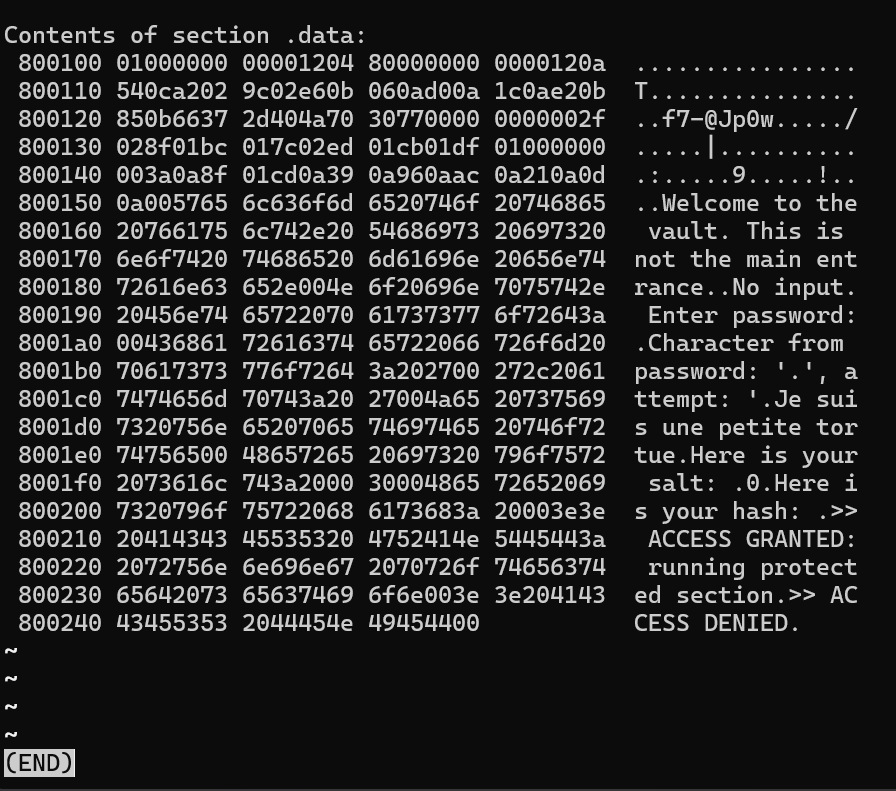 Contents of section .data:
 800100 01000000 00001204 80000000 0000120a  ................
 800110 540ca202 9c02e60b 060ad00a 1c0ae20b  T...............
 800120 850b6637 2d404a70 30770000 0000002f  ..f7-@Jp0w...../
 800130 028f01bc 017c02ed 01cb01df 01000000  .....|..........
 800140 003a0a8f 01cd0a39 0a960aac 0a210a0d  .:.....9.....!..
 800150 0a005765 6c636f6d 6520746f 20746865  ..Welcome to the
 800160 20766175 6c742e20 54686973 20697320   vault. This is 
 800170 6e6f7420 74686520 6d61696e 20656e74  not the main ent
 800180 72616e63 652e004e 6f20696e 7075742e  rance..No input.
 800190 20456e74 65722070 61737377 6f72643a   Enter password:
 8001a0 00436861 72616374 65722066 726f6d20  .Character from 
 8001b0 70617373 776f7264 3a202700 272c2061  password: '.', a
 8001c0 7474656d 70743a20 27004a65 20737569  ttempt: '.Je sui
 8001d0 7320756e 65207065 74697465 20746f72  s une petite tor
 8001e0 74756500 48657265 20697320 796f7572  tue.Here is your
 8001f0 2073616c 743a2000 30004865 72652069   salt: .0.Here i
 800200 7320796f 75722068 6173683a 20003e3e  s your hash: .>>
 800210 20414343 45535320 4752414e 5445443a   ACCESS GRANTED:
 800220 2072756e 6e696e67 2070726f 74656374   running protect
 800230 65642073 65637469 6f6e003e 3e204143  ed section.>> AC
 800240 43455353 2044454e 49454400           CESS DENIED.
~
~
~
~
(END)